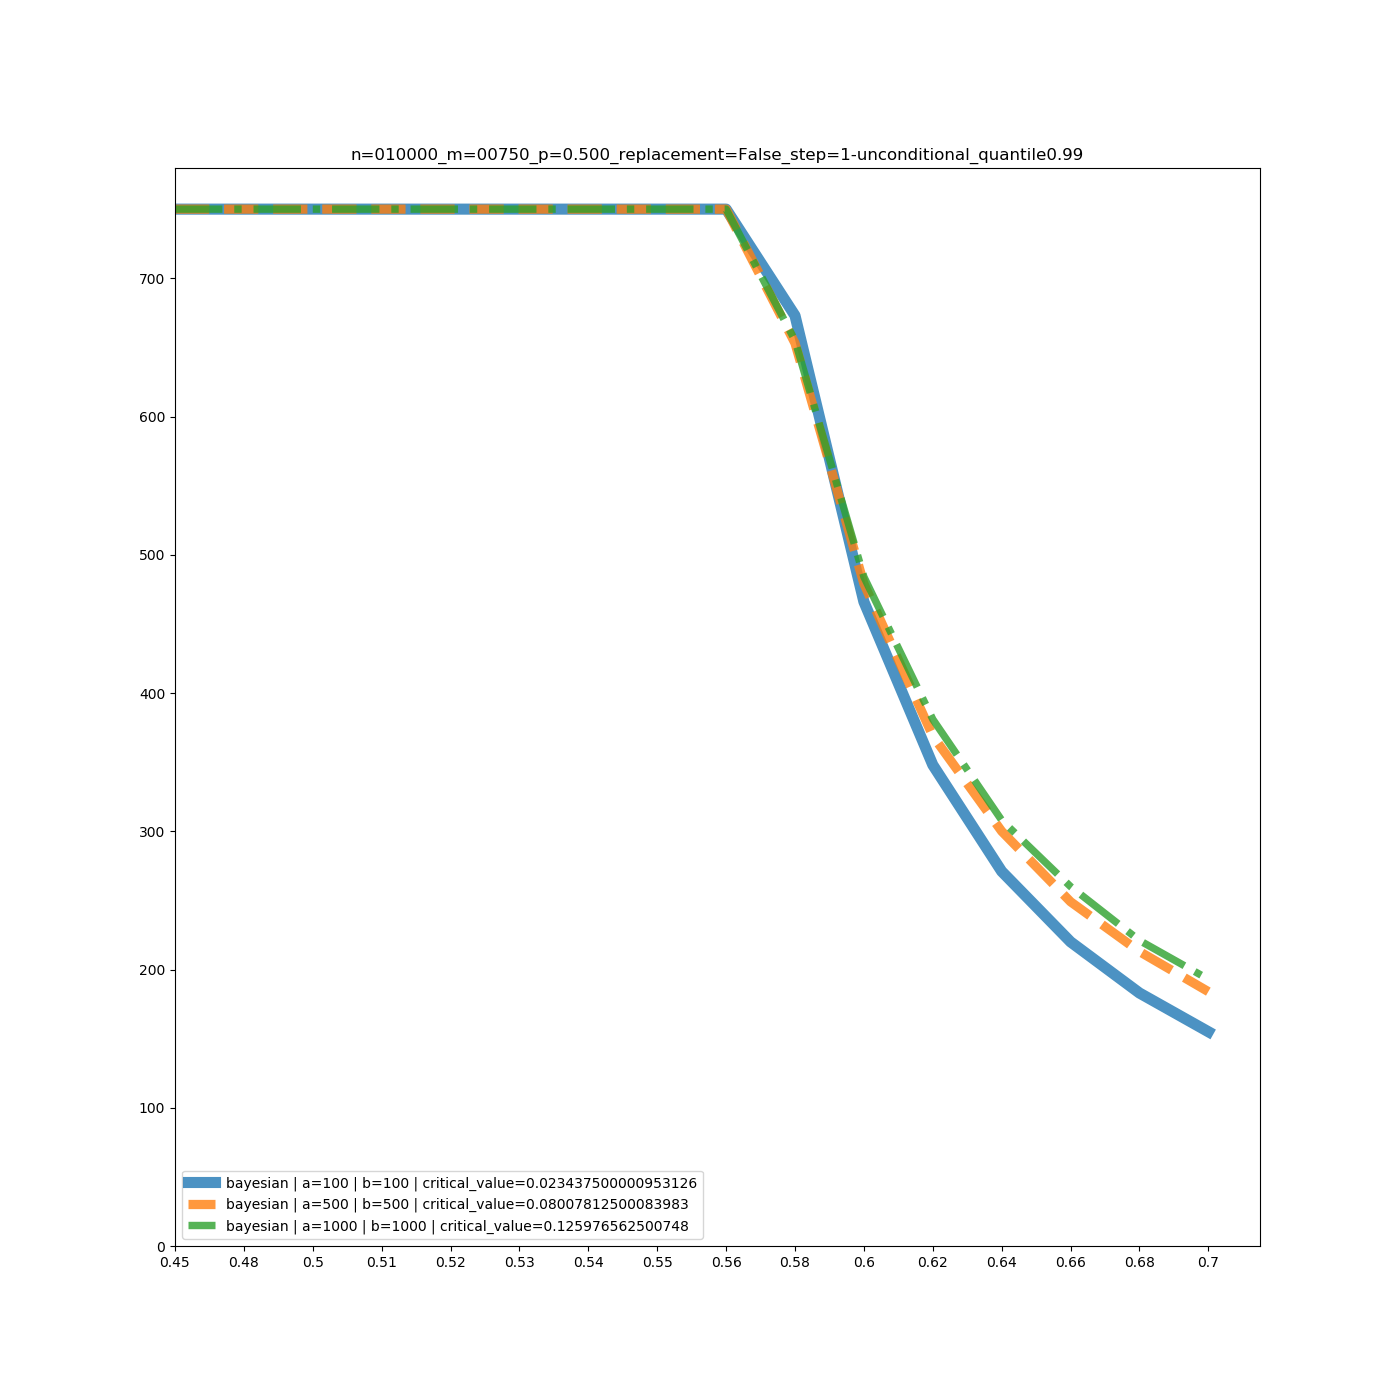 n=010000_m=00750_p=0.500_replacement=False_step=1-unconditional_quantile0.99
700
600
500
400
300
200
100
0
bayesian | a=100 | b=100 | critical_value=0.023437500000953126
bayesian | a=500 | b=500 | critical_value=0.08007812500083983
bayesian | a=1000 | b=1000 | critical_value=0.125976562500748
0.45 0.48 0.5 0.51 0.52 0.53 0.54 0.55 0.56 0.58 0.6 0.62 0.64 0.66 0.68 0.7